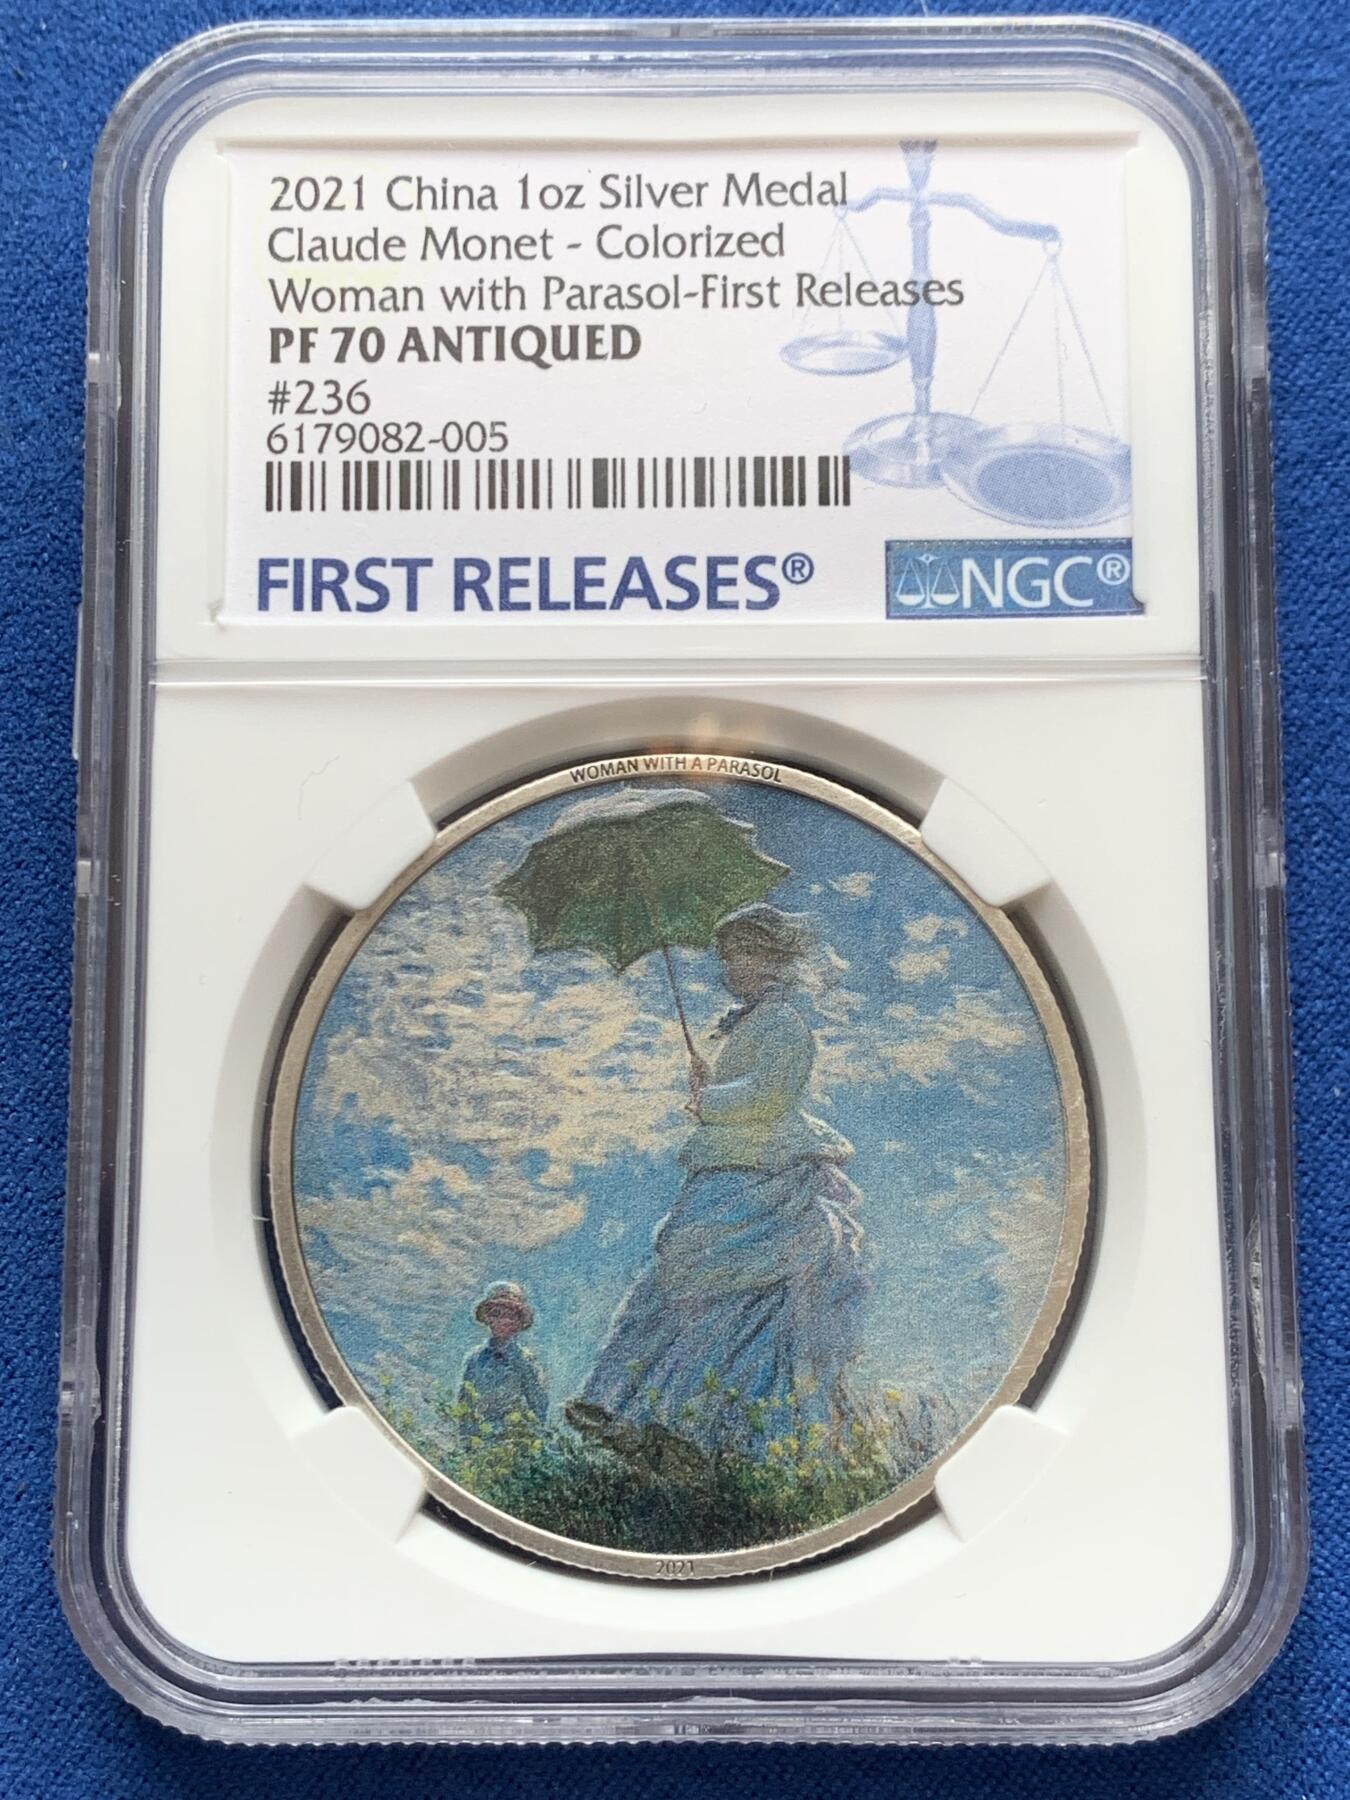 2021 China 1oz Silver Medal
Claude Monet - Colorized
Woman with Parasol-First Releases
PF 70 ANTIQUED
#236
6179082-005
FIRST RELEASES®
NGC®
WOMAN WITH A PARASOL
2021